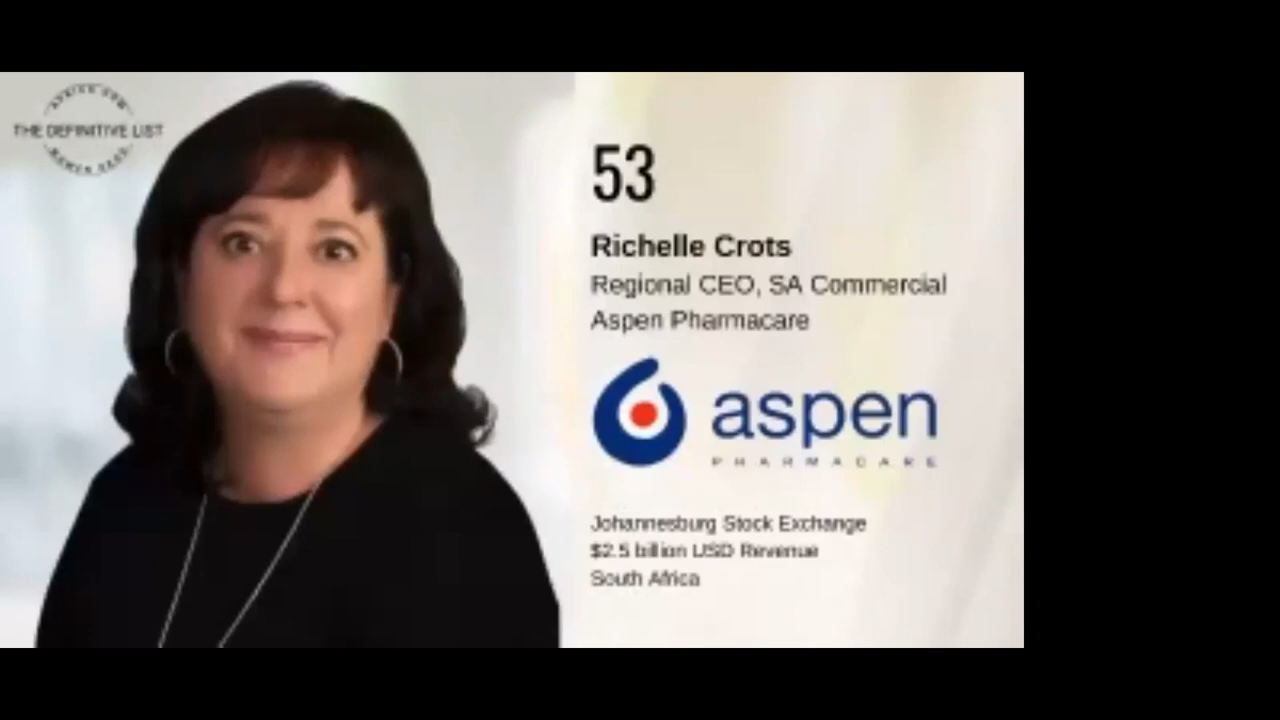 THE DEFINITIVE LIST
53
Richelle Crots
Regional CEO, SA Commercial
Aspen Pharmacare
aspen
PHARMACARE
Johannesburg Stock Exchange
$2.5 billion USD Revenue
South Africa